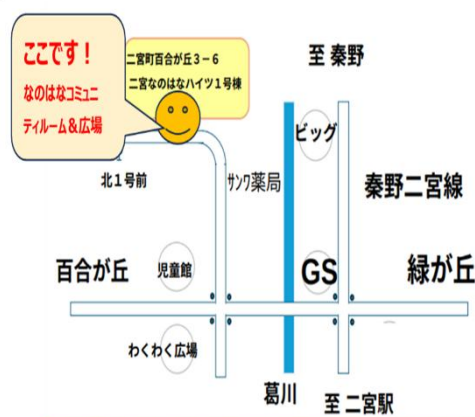 ここです！
なのはなコミュニ
ティルーム＆広場
二宮町百合が丘３－６
二宮なのはなハイツ１号棟
至 秦野
ビッグ
北１号前
サンワ薬局
秦野二宮線
百合が丘
児童館
GS
緑が丘
わくわく広場
葛川
至 二宮駅